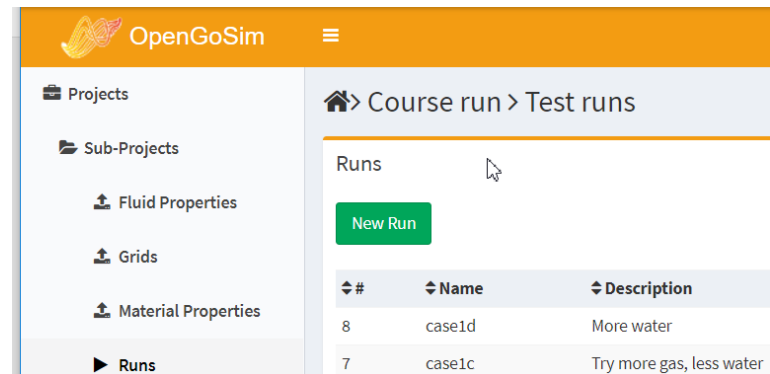 OpenGoSim
Projects
Sub-Projects
Fluid Properties
Grids
Material Properties
Runs
> Course run > Test runs
Runs
New Run
# Name Description
8 case1d More water
7 case1c Try more gas, less water